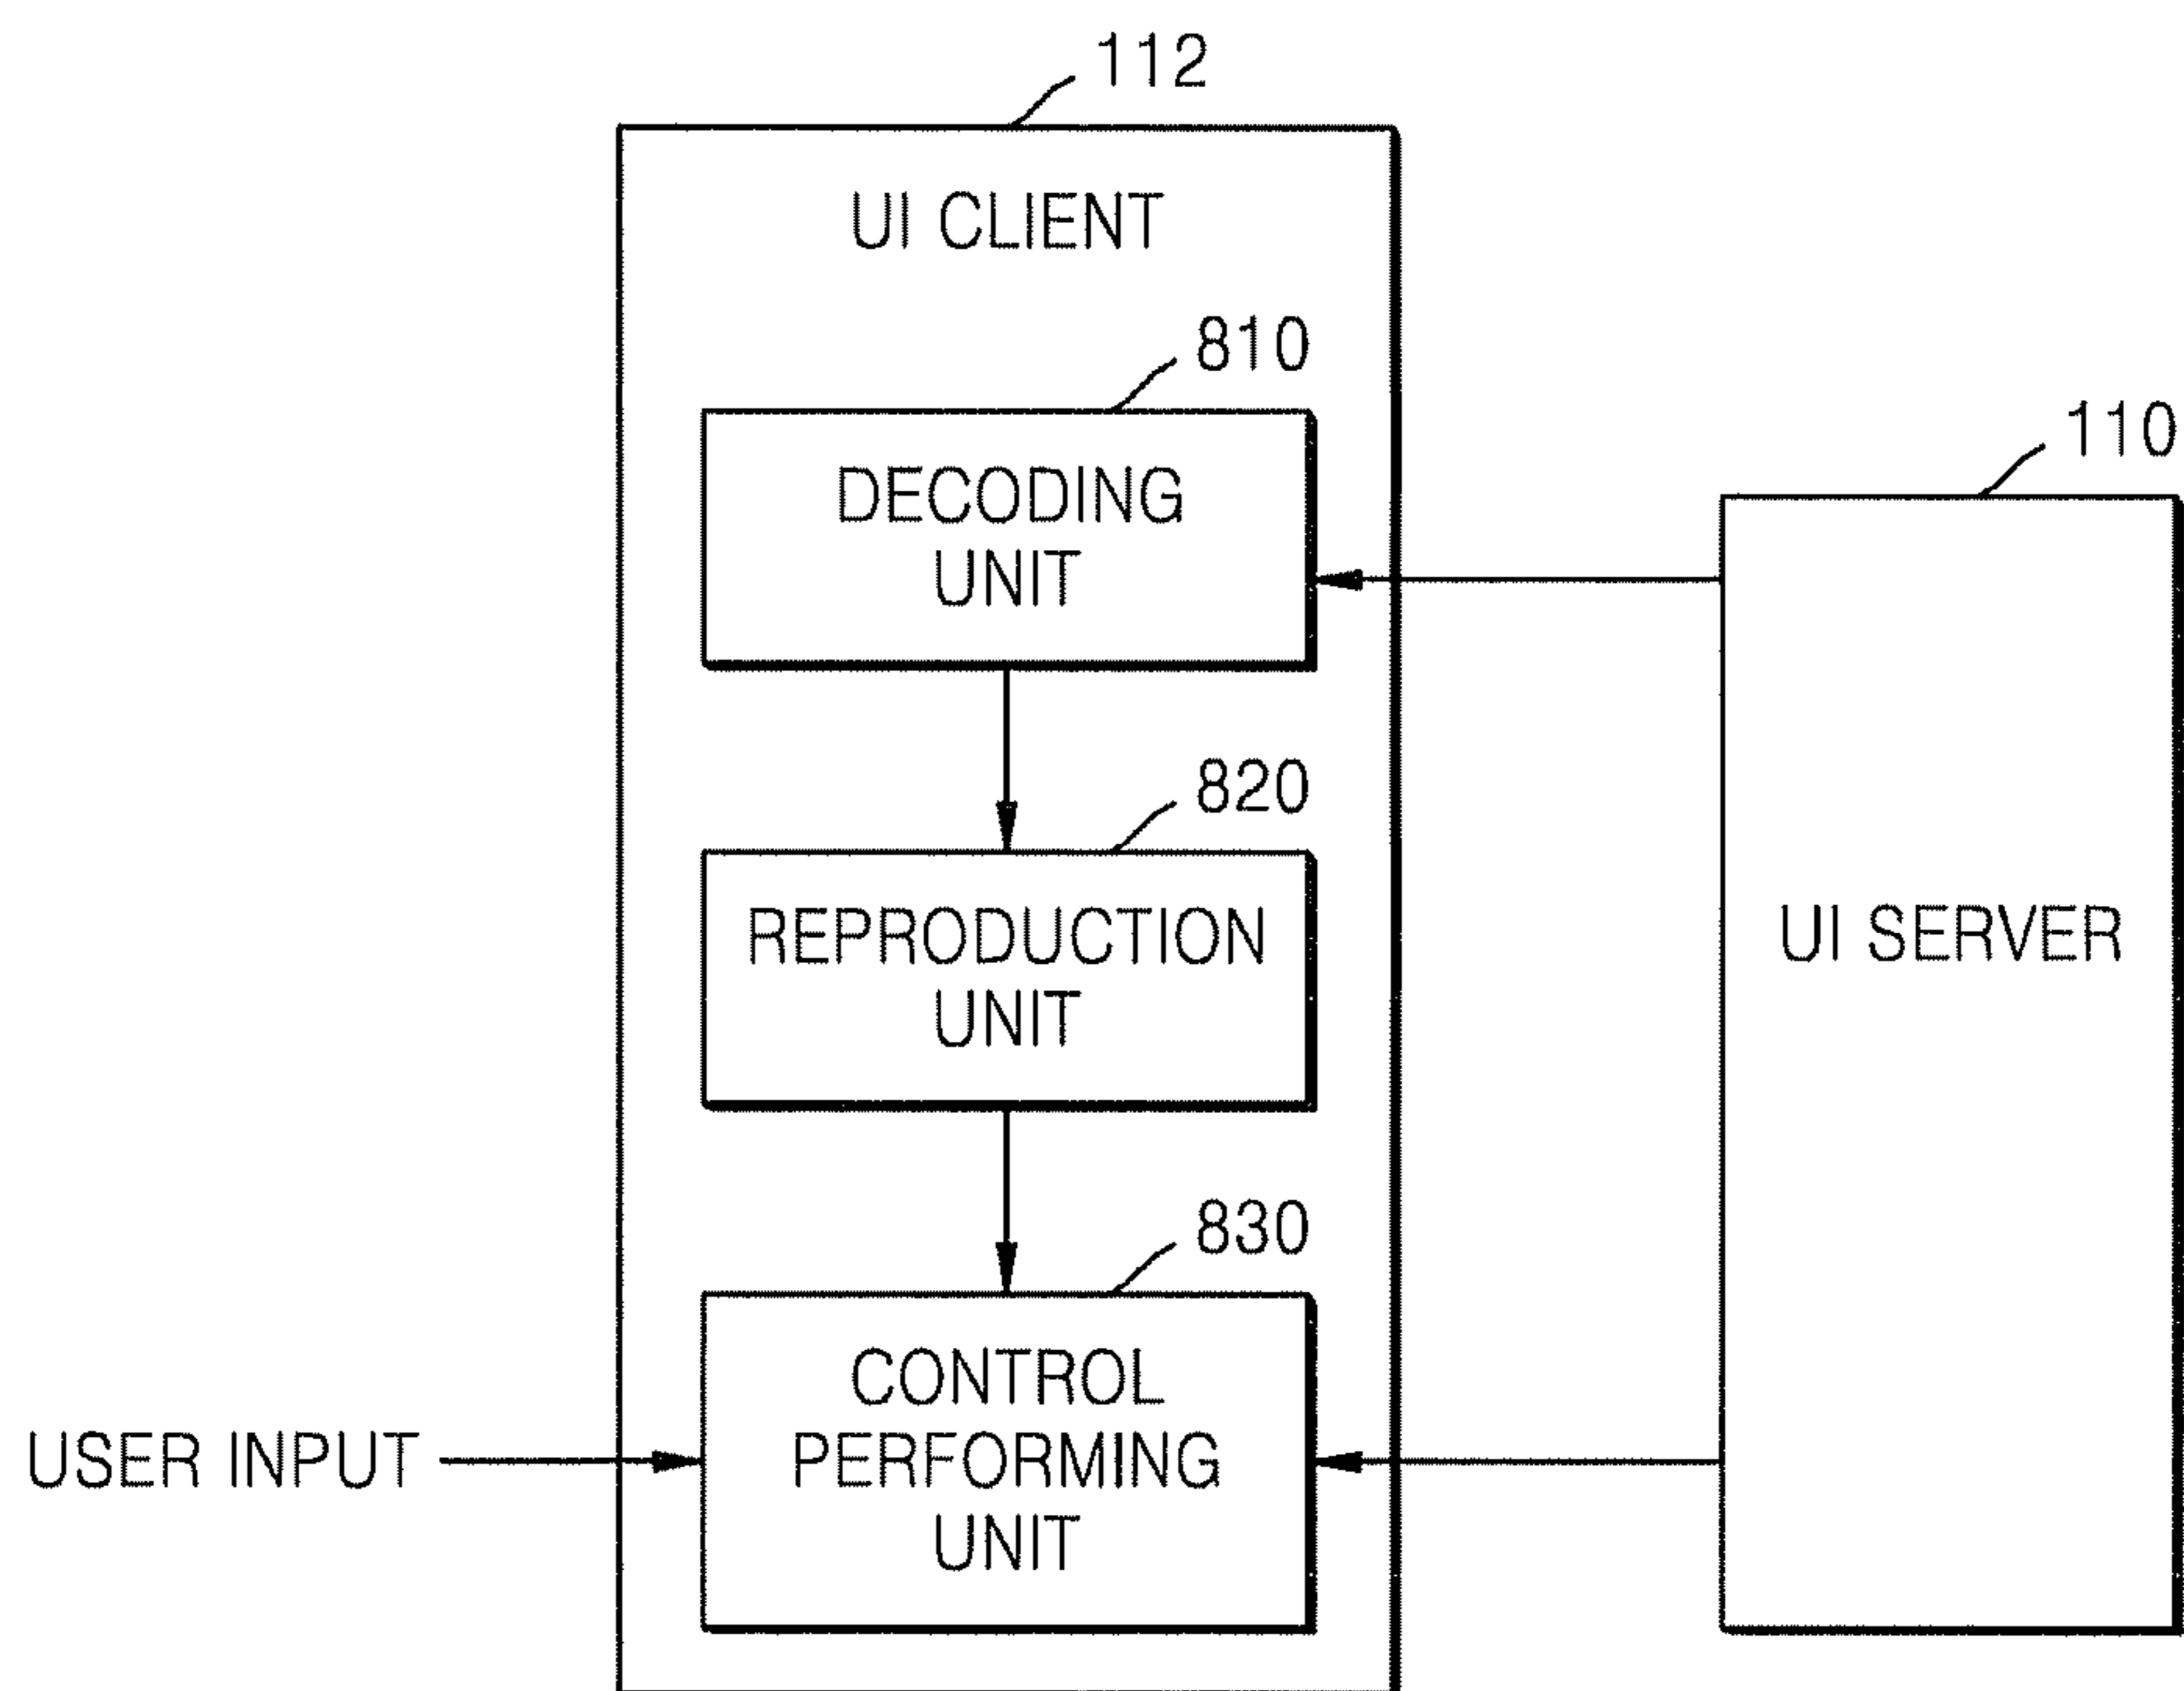 112
UI CLIENT
810
DECODING
UNIT
110
820
REPRODUCTION
UNIT
UI SERVER
830
CONTROL
PERFORMING
UNIT
USER INPUT